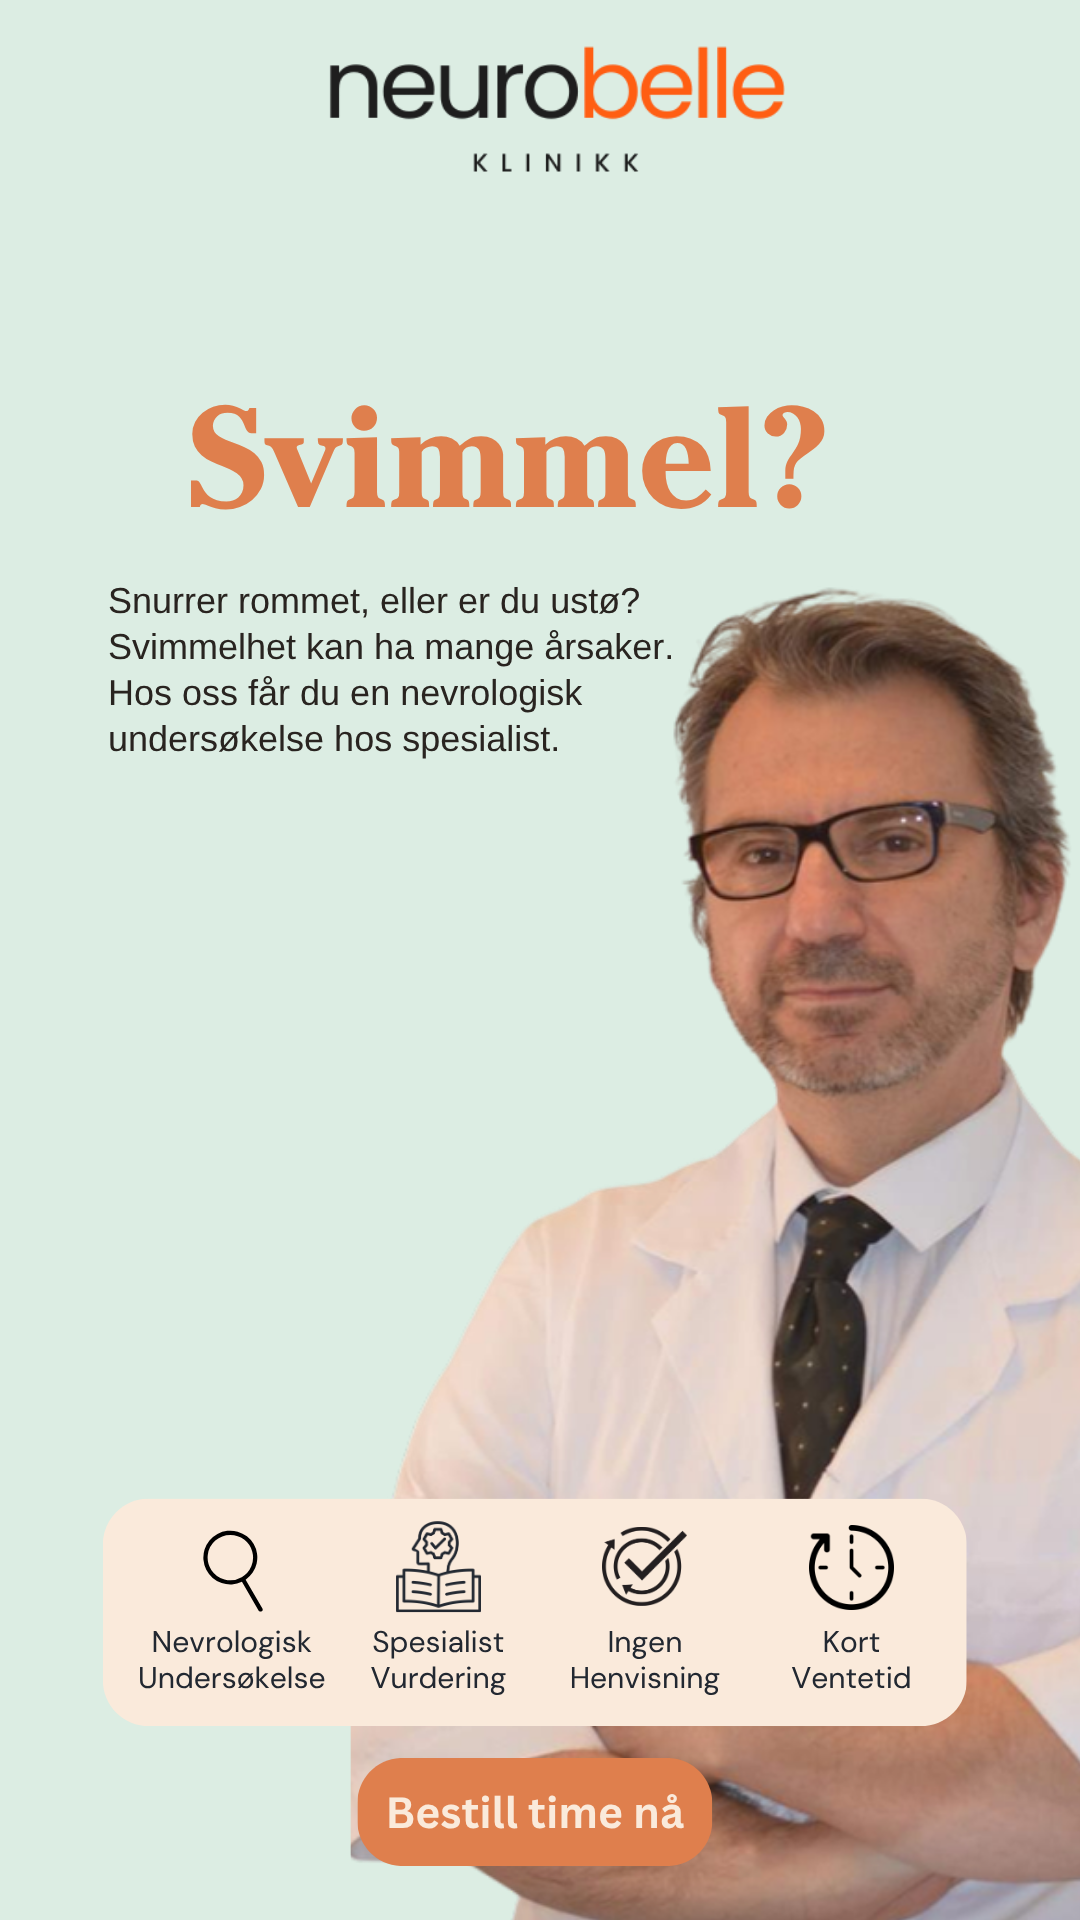 neurobelle
KLINIKK
Svimmel?
Snurrer rommet, eller er du ustø?
Svimmelhet kan ha mange årsaker.
Hos oss får du en nevrologisk
undersøkelse hos spesialist.
Nevrologisk
Undersøkelse
Spesialist
Vurdering
Ingen
Henvisning
Kort
Ventetid
Bestill time nå